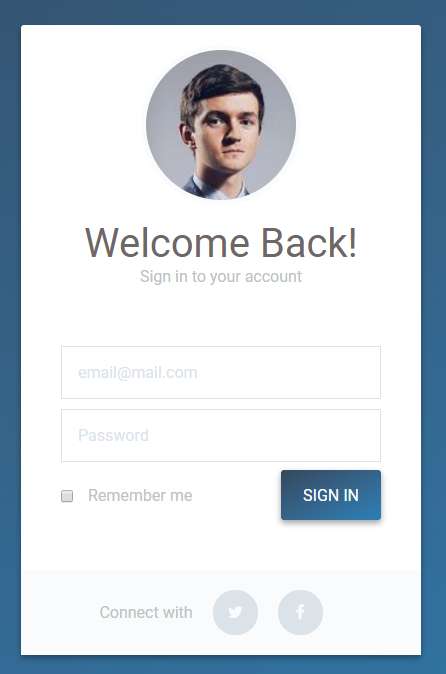 Welcome Back!
Sign in to your account
email@mail.com
Password
Remember me
SIGN IN
Connect with